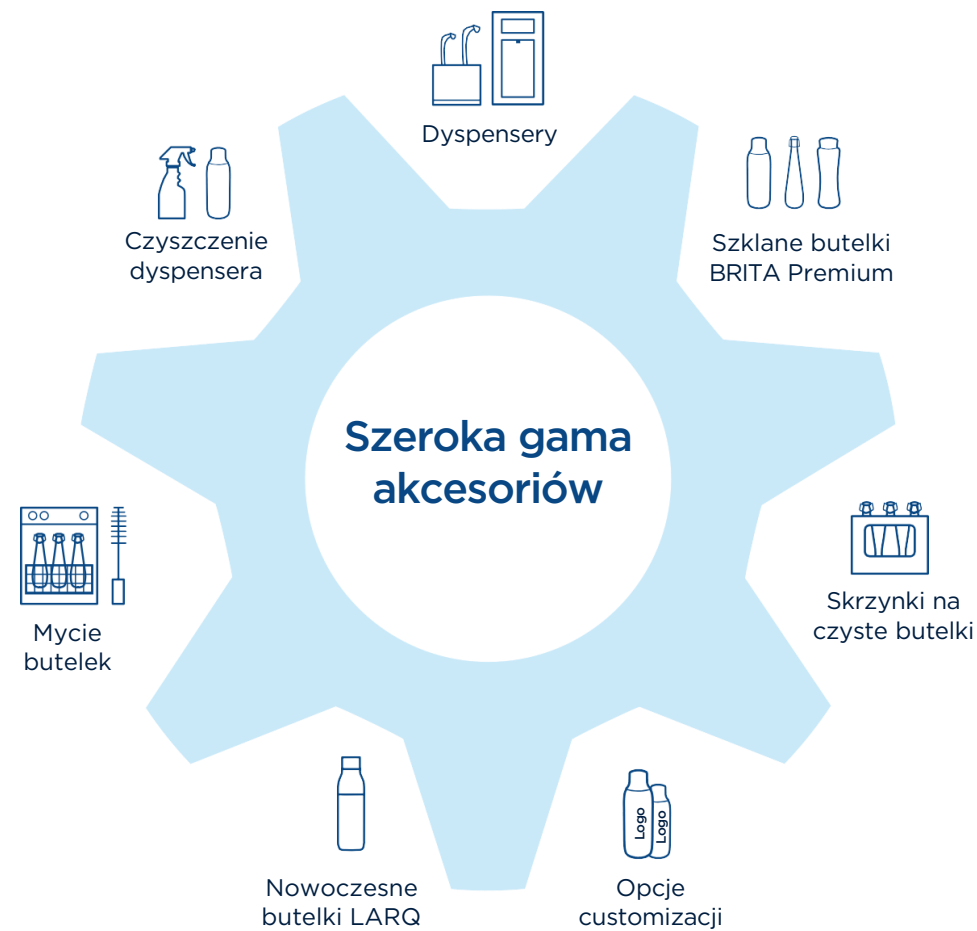 Dyspensery
Czyszczenie
dyspensera
Szklane butelki
BRITA Premium
Szeroka gama
akcesoriów
Mycie
butelek
Skrzynki na
czyste butelki
Logo
Logo
Nowoczesne
butelki LARQ
Opcje
customizacji